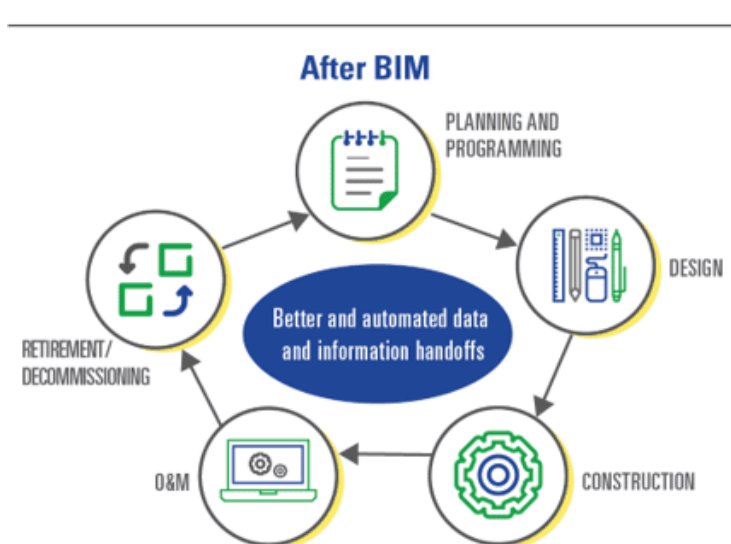 After BIM
PLANNING AND
PROGRAMMING
DESIGN
Better and automated data
and information handoffs
RETIREMENT/
DECOMMISSIONING
O&M
CONSTRUCTION